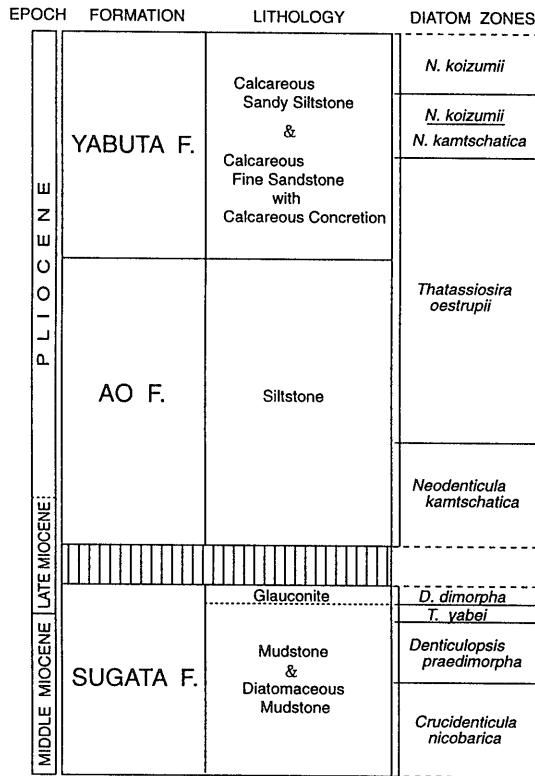 EPOCH
FORMATION
LITHOLOGY
DIATOM ZONES
PLIOCENE
LATE MIOCENE
MIDDLE MIOCENE
YABUTA F.
AO F.
SUGATA F.
Calcareous
Sandy Siltstone
&
Calcareous
Fine Sandstone
with
Calcareous Concretion
Siltstone
Glauconite
Mudstone
&
Diatomaceous
Mudstone
N. koizumii
N. koizumii
N. kamtschatica
Thatassiosira
oestrupii
Neodenticula
kamtschatica
D. dimorpha
T. yabei
Denticulopsis
praedimorpha
Crucidenticula
nicobarica